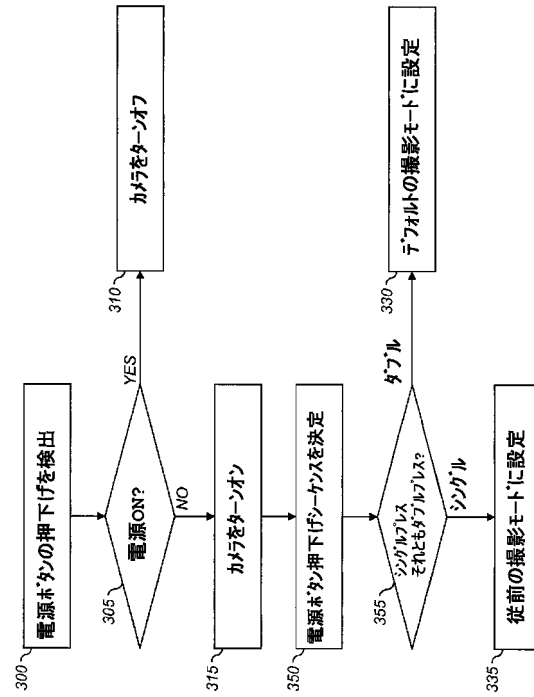 300
電源ボタンの押下げを検出
305
電源ON?
YES
310
カメラをターンオフ
NO
315
カメラをターンオン
350
電源ボタン押下げシーケンスを決定
355
シングルプレス
それともダブルプレス?
ダブル
330
デフォルトの撮影モードに設定
シングル
335
従前の撮影モードに設定